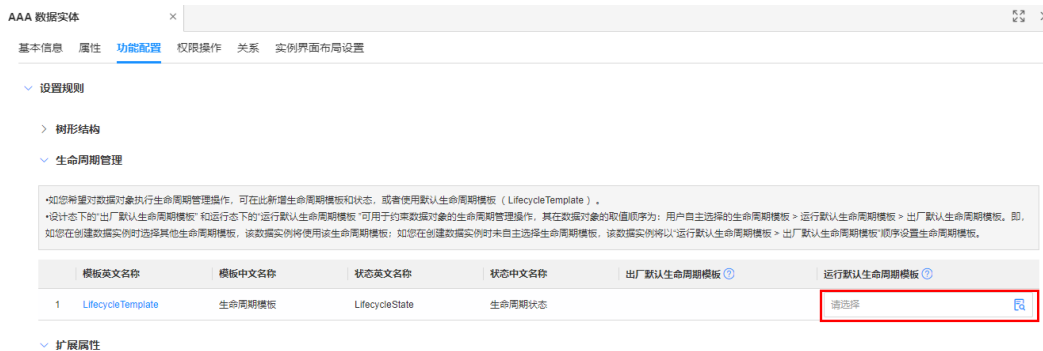 AAA 数据实体 ×
基本信息 属性 功能配置 权限操作 关系 实例界面布局设置
设置规则
树形结构
生命周期管理
•如您希望对数据对象执行生命周期管理操作，可在此新增生命周期模板和状态，或者使用默认生命周期模板（LifecycleTemplate）。
•设计态下的“出厂默认生命周期模板” 和运行态下的“运行默认生命周期模板 ”可用于约束数据对象的生命周期管理操作，其在数据对象的取值顺序为：用户自主选择的生命周期模板 > 运行默认生命周期模板 > 出厂默认生命周期模板。即，
如您在创建数据实例时选择其他生命周期模板，该数据实例将使用该生命周期模板；如您在创建数据实例时未自主选择生命周期模板，该数据实例将以“运行默认生命周期模板 > 出厂默认生命周期模板”顺序设置生命周期模板。
模板英文名称 模板中文名称 状态英文名称 状态中文名称 出厂默认生命周期模板 ? 运行默认生命周期模板 ?
1 LifecycleTemplate 生命周期模板 LifecycleState 生命周期状态 请选择
扩展属性